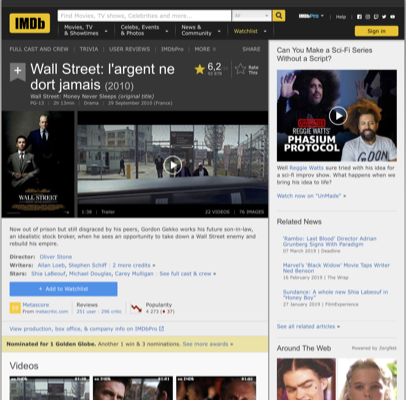 IMDb
Find Movies, TV shows, Celebrities and more...
All
IMDbPro
Help
Movies, TV
& Showtimes
Celebs, Events
& Photos
News &
Community
Watchlist
Sign in
FULL CAST AND CREW | TRIVIA | USER REVIEWS | IMDbPro | MORE
SHARE
Wall Street: l'argent ne
dort jamais (2010)
Wall Street: Money Never Sleeps (original title)
PG-13 | 2h 13min | Drama | 29 September 2010 (France)
6,2
Rate
This
WALL STREET
1:38 | Trailer
22 VIDEOS | 76 IMAGES
Now out of prison but still disgraced by his peers, Gordon Gekko works his future son-in-law,
an idealistic stock broker, when he sees an opportunity to take down a Wall Street enemy and
rebuild his empire.
Director: Oliver Stone
Writers: Allan Loeb, Stephen Schiff | 2 more credits »
Stars: Shia LaBeouf, Michael Douglas, Carey Mulligan | See full cast & crew »
+ Add to Watchlist
59
Metascore
From metacritic.com
Reviews
251 user | 296 critic
Popularity
4 273 (37)
View production, box office, & company info on IMDbPro
Nominated for 1 Golden Globe. Another 1 win & 3 nominations. See more awards »
Videos
Can You Make a Sci-Fi Series
Without a Script?
REGGIE WATTS'
PHASIUM
PROTOCOL
Well Reggie Watts sure tried with his idea for
a sci-fi improv show. What happens when we
bring his idea to life?
Watch now on "UnMade" »
Related News
'Rambo: Last Blood' Director Adrian
Grunberg Signs With Paradigm
07 March 2019 | Deadline
Marvel's 'Black Widow' Movie Taps Writer
Ned Benson
16 February 2019 | The Wrap
Sundance: A whole new Shia Labeouf in
"Honey Boy"
27 January 2019 | FilmExperience
See all related articles »
Around The Web
Powered by ZergNet